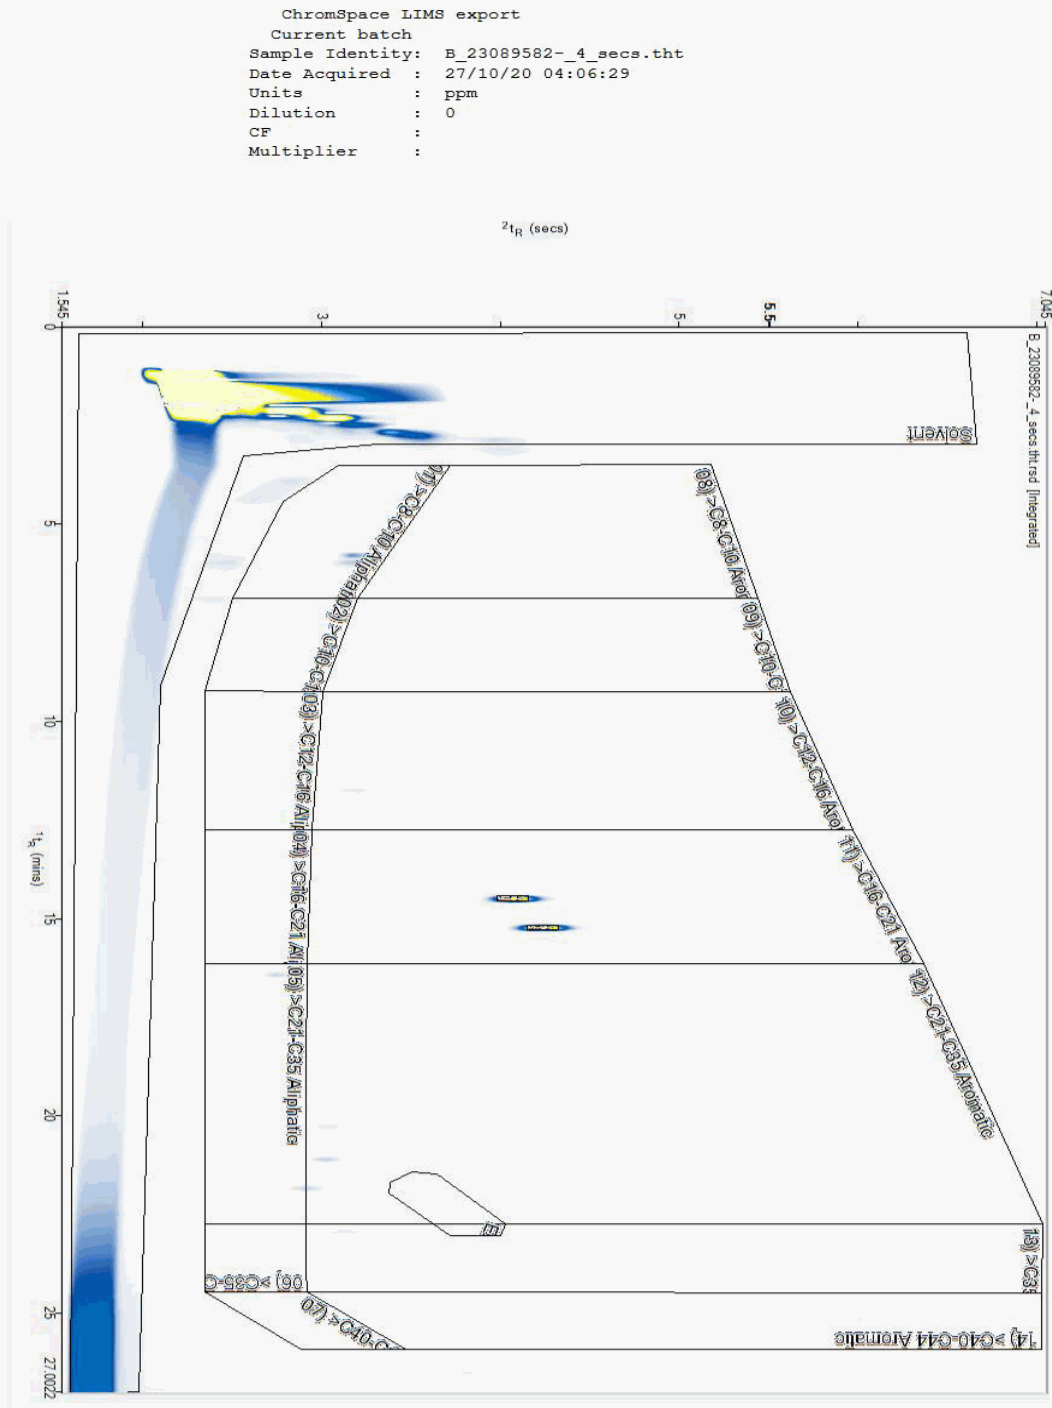 ChromSpace LIMS export
Current batch
Sample Identity: B_23089582-_4_secs.tht
Date Acquired : 27/10/20 04:06:29
Units : ppm
Dilution : 0
CF :
Multiplier :
²tR (secs)
1.545
3
5
5.5
7.045
B_23089582-_4_secs.tht.rsd [Integrated]
0
5
10
15
20
25
27.0022
¹tR (mins)
Solvent
01) >C8-C10 Aliphati
02) >C10-C1
03) >C12-C16 Ali
04) >C16-C21 Ali
05) >C21-C35 Aliphatic
06) >C35-C
07) >C40-C
08) >C8-C10 Aro
09) >C10-C
10) >C12-C16 Aro
11) >C16-C21 Aro
12) >C21-C35 Aromatic
13) >C35
14) >C40-C44 Aromatic